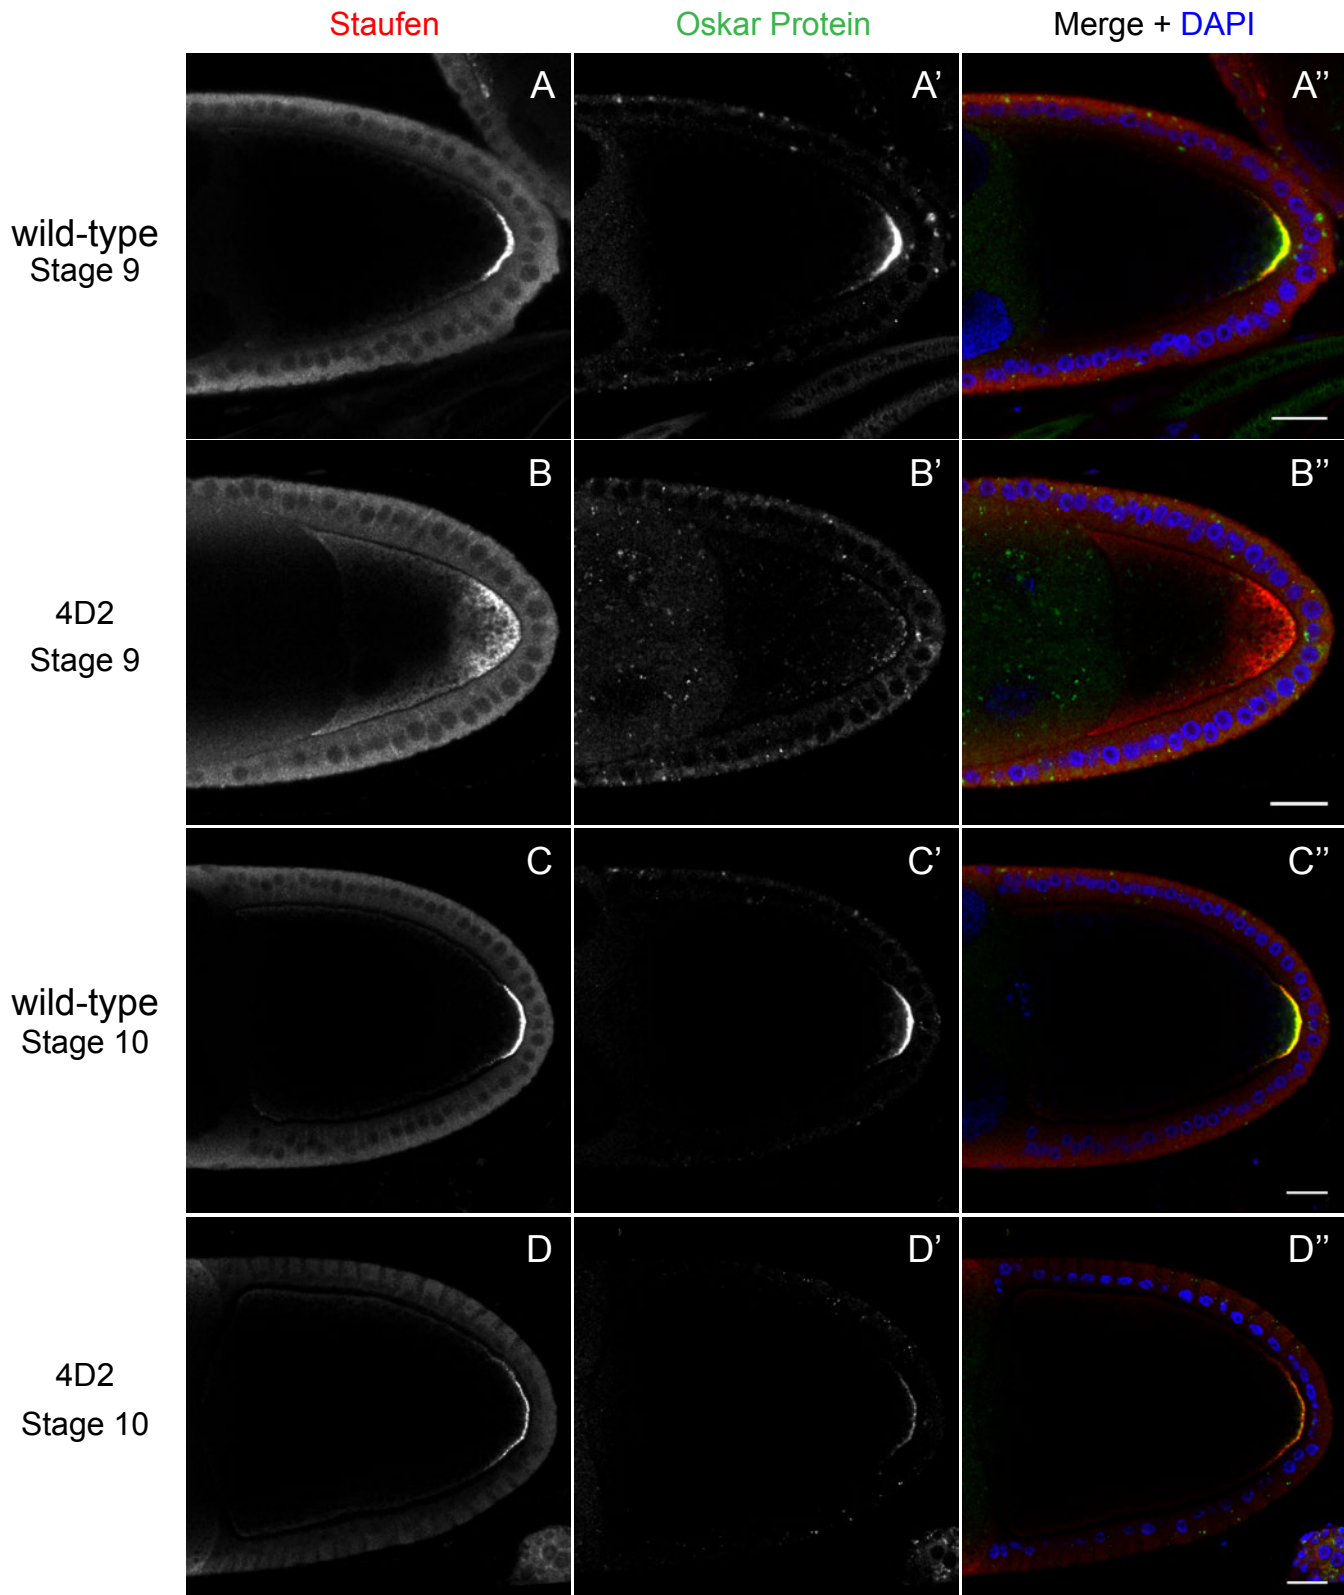 Staufen
Oskar Protein
Merge + DAPI
A
A’
A’’
wild-type
Stage 9
B
B’
B’’
4D2
Stage 9
C
C’
C’’
wild-type
Stage 10
D
D’
D’’
4D2
Stage 10